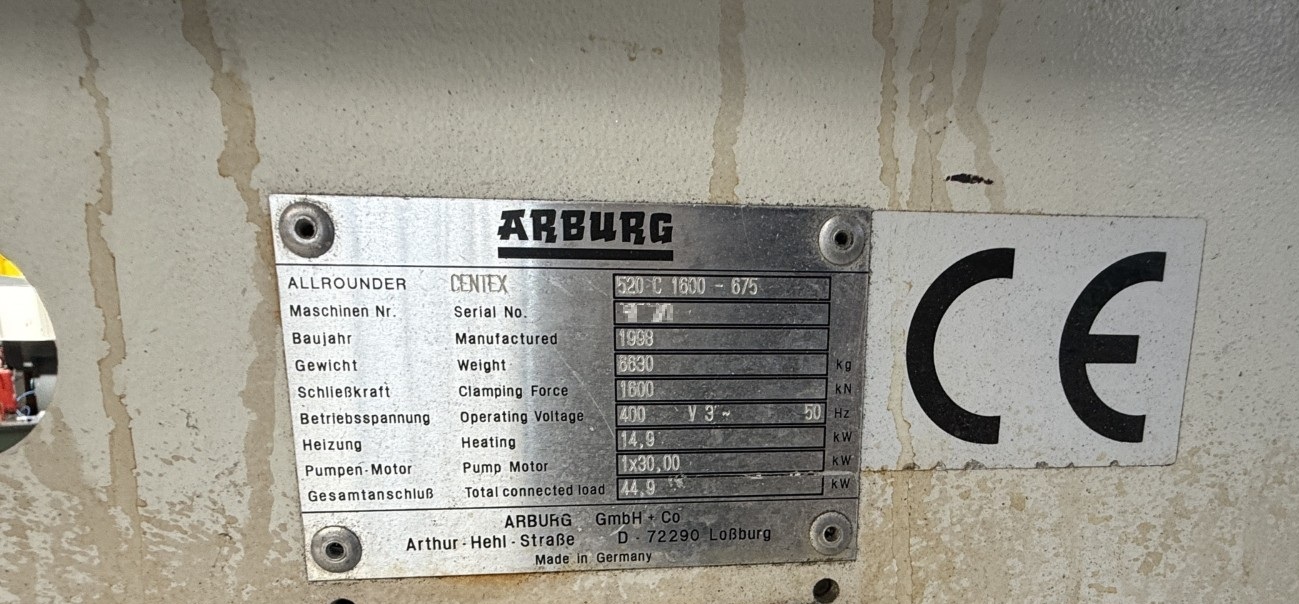 ARBURG
ALLROUNDER CENTEX 520 C 1600 - 675
Maschinen Nr. Serial No.
Baujahr Manufactured 1998
Gewicht Weight kg
Schließkraft Clamping Force 1600 kN
Betriebsspannung Operating Voltage 400 V 3 ~ 50 Hz
Heizung Heating 14,9 kW
Pumpen-Motor Pump Motor 1x30,00 kW
Gesamtanschluß Total connected load 44,9 kW
ARBURG GmbH + Co
Arthur - Hehl - Straße D - 72290 Loßburg
Made in Germany
CE